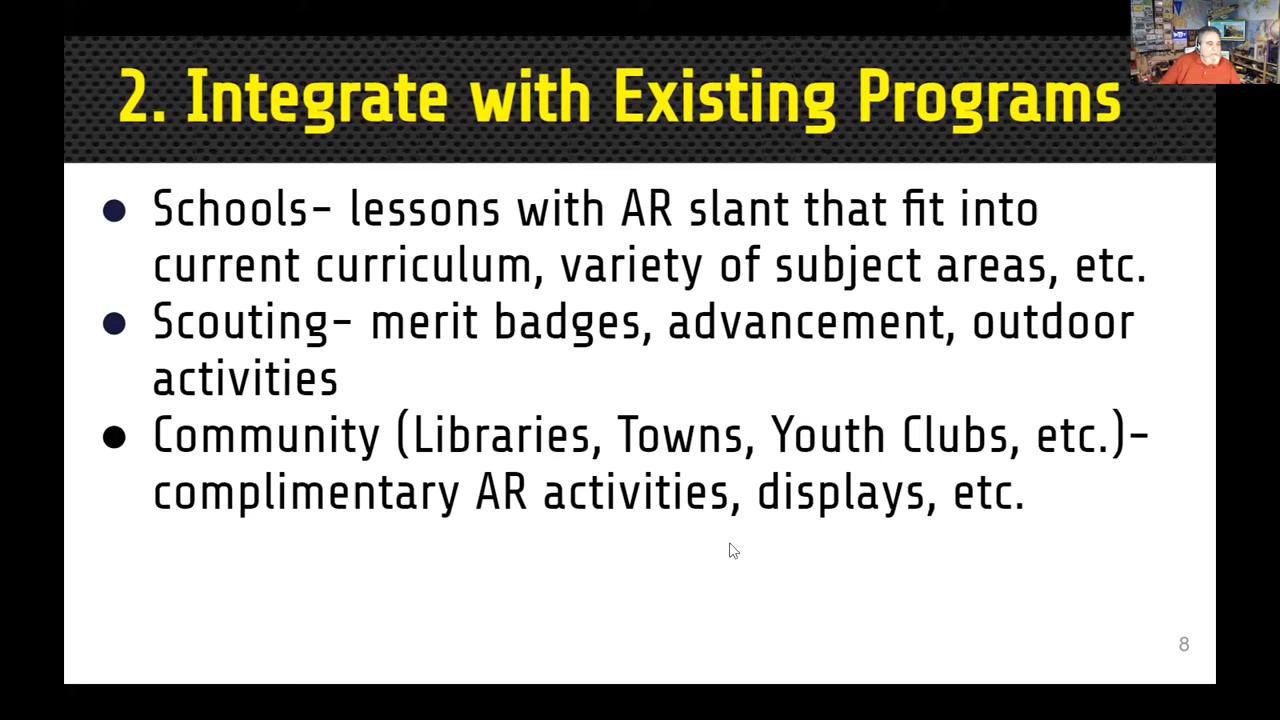 2. Integrate with Existing Programs
● Schools- lessons with AR slant that fit into
current curriculum, variety of subject areas, etc.
● Scouting- merit badges, advancement, outdoor
activities
● Community (Libraries, Towns, Youth Clubs, etc.)-
complimentary AR activities, displays, etc.
8